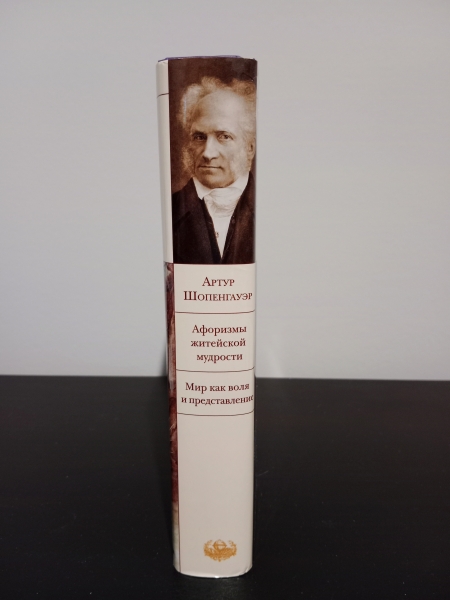 Артур
Шопенгауэр
Афоризмы
житейской
мудрости
Мир как воля
и представление